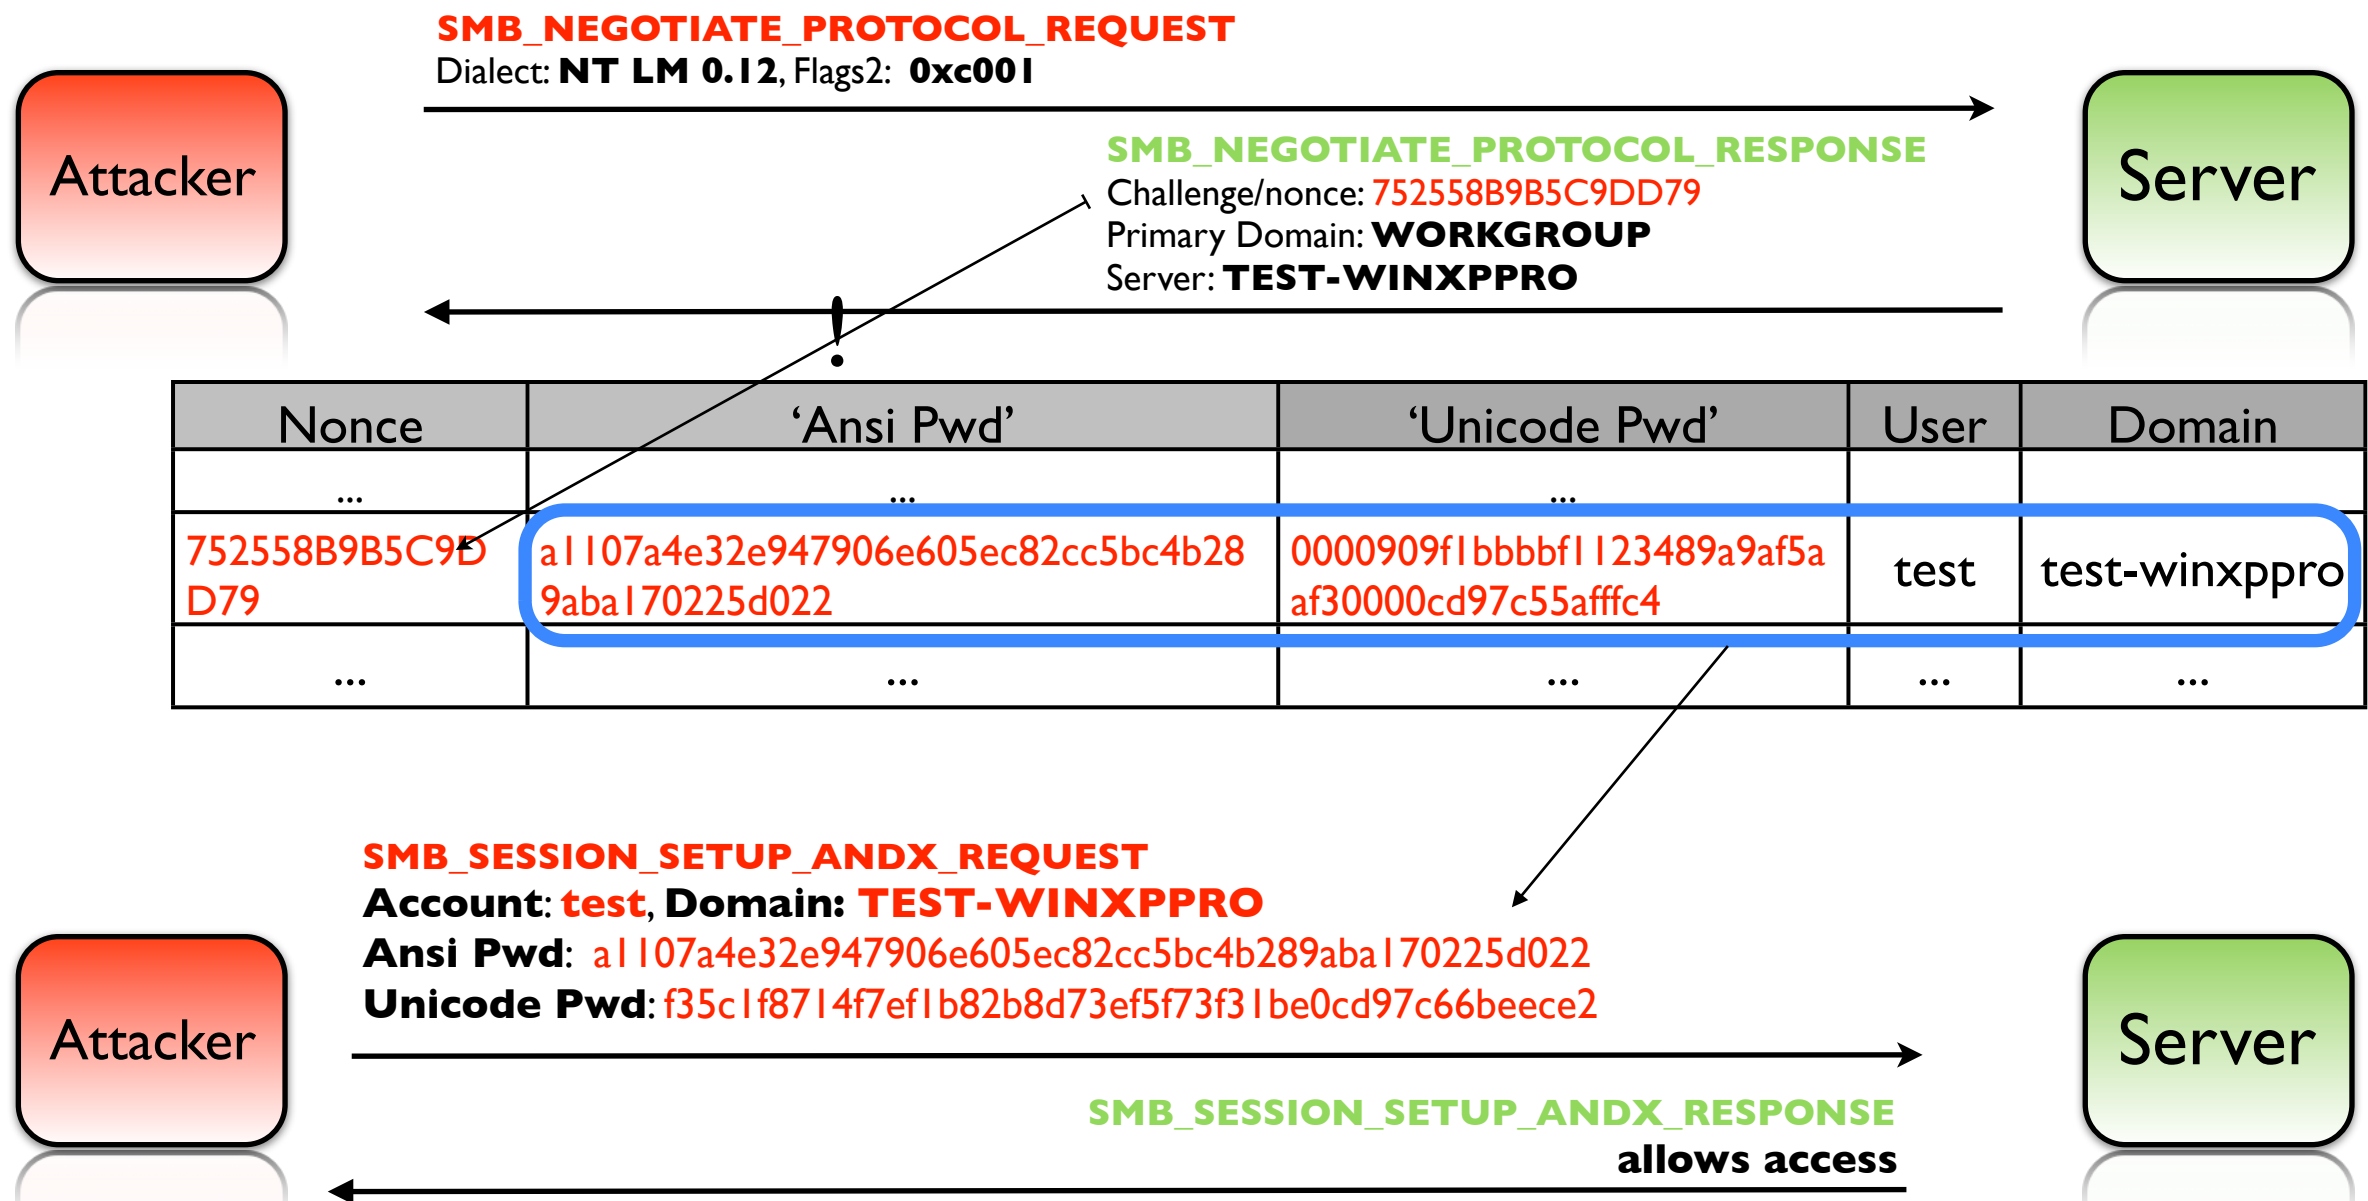 SMB_NEGOTIATE_PROTOCOL_REQUEST
Dialect: NT LM 0.12, Flags2: 0xc001
Attacker
Server
SMB_NEGOTIATE_PROTOCOL_RESPONSE
Challenge/nonce: 752558B9B5C9DD79
Primary Domain: WORKGROUP
Server: TEST-WINXPPRO
!
Nonce 'Ansi Pwd' 'Unicode Pwd' User Domain
... ... ...
752558B9B5C9D
D79
a1107a4e32e947906e605ec82cc5bc4b28
9aba170225d022
0000909f1bbbbf1123489a9af5a
af30000cd97c55afffc4
test
test-winxppro
... ... ... ... ...
SMB_SESSION_SETUP_ANDX_REQUEST
Account: test, Domain: TEST-WINXPPRO
Ansi Pwd: a1107a4e32e947906e605ec82cc5bc4b289aba170225d022
Unicode Pwd: f35c1f8714f7ef1b82b8d73ef5f73f31be0cd97c66beece2
Attacker
Server
SMB_SESSION_SETUP_ANDX_RESPONSE
allows access